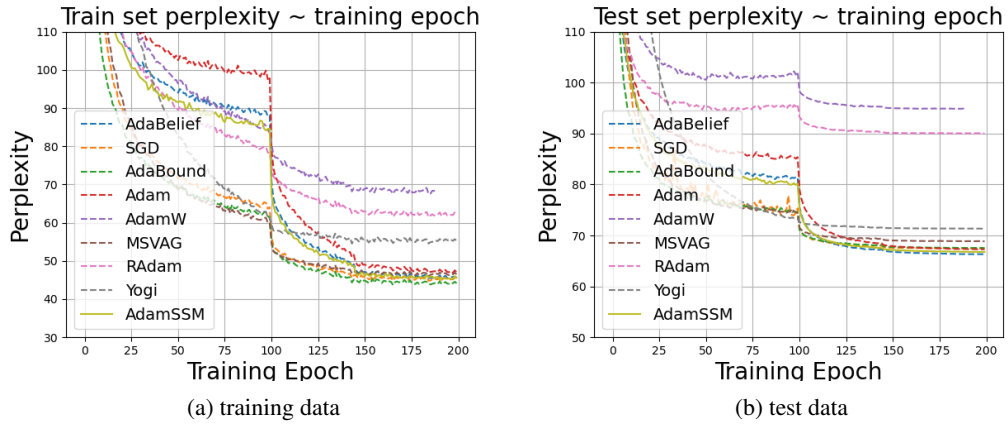 Train set perplexity ~ training epoch
110
100
90
80
70
60
50
40
30
Perplexity
AdaBelief
SGD
AdaBound
Adam
AdamW
MSVAG
RAdam
Yogi
AdamSSM
0 25 50 75 100 125 150 175 200
Training Epoch
(a) training data
Test set perplexity ~ training epoch
110
100
90
80
70
60
50
Perplexity
AdaBelief
SGD
AdaBound
Adam
AdamW
MSVAG
RAdam
Yogi
AdamSSM
0 25 50 75 100 125 150 175 200
Training Epoch
(b) test data